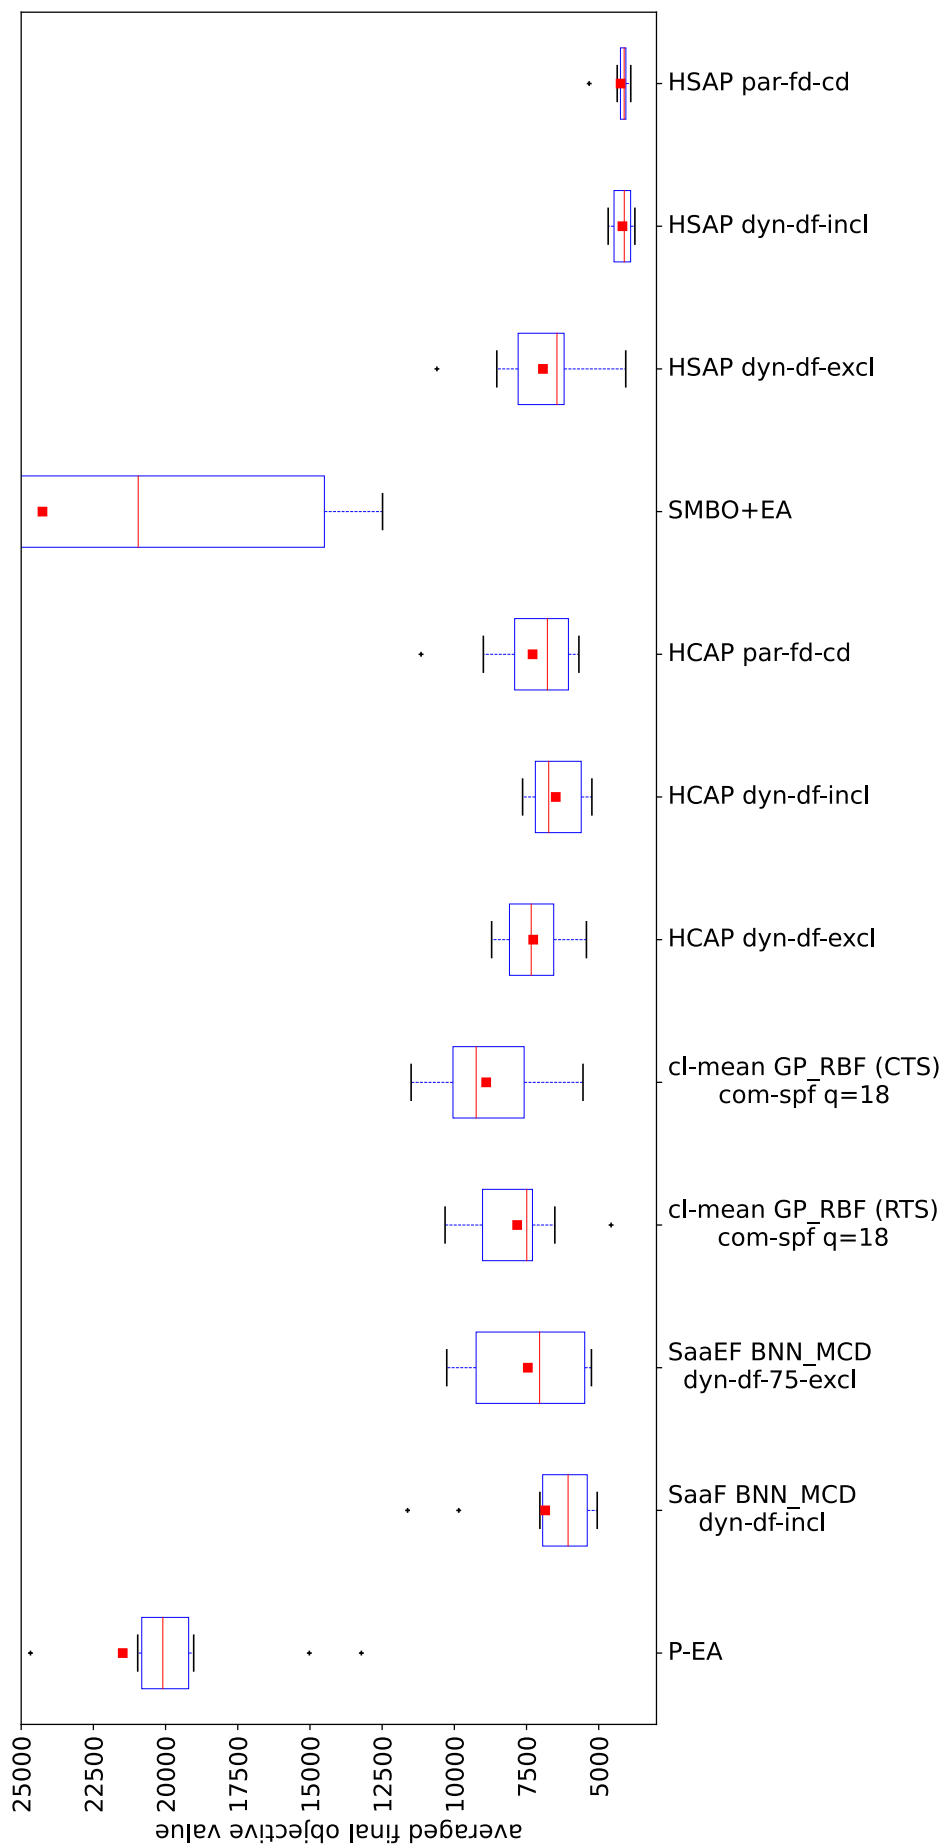 HSAP par-fd-cd
HSAP dyn-df-incl
HSAP dyn-df-excl
SMBO+EA
HCAP par-fd-cd
HCAP dyn-df-incl
HCAP dyn-df-excl
cl-mean GP_RBF (CTS)
com-spf q=18
cl-mean GP_RBF (RTS)
com-spf q=18
SaaEF BNN_MCD
dyn-df-75-excl
SaaF BNN_MCD
dyn-df-incl
P-EA
25000
22500
20000
17500
15000
12500
10000
7500
5000
averaged final objective value